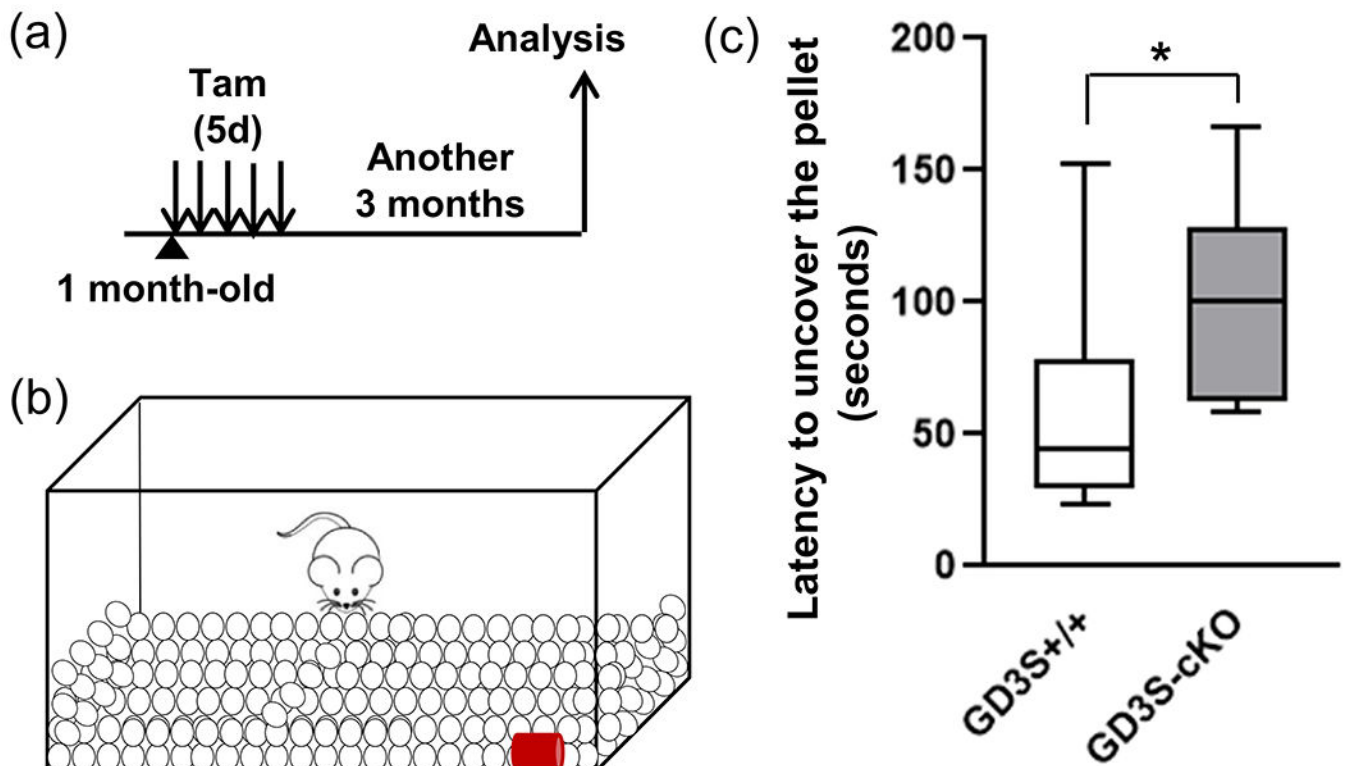 (a)
Analysis
Tam
(5d)
Another
3 months
1 month-old
(b)
(c)
Latency to uncover the pellet
(seconds)
200
150
100
50
0
*
GD3S+/+
GD3S-cKO